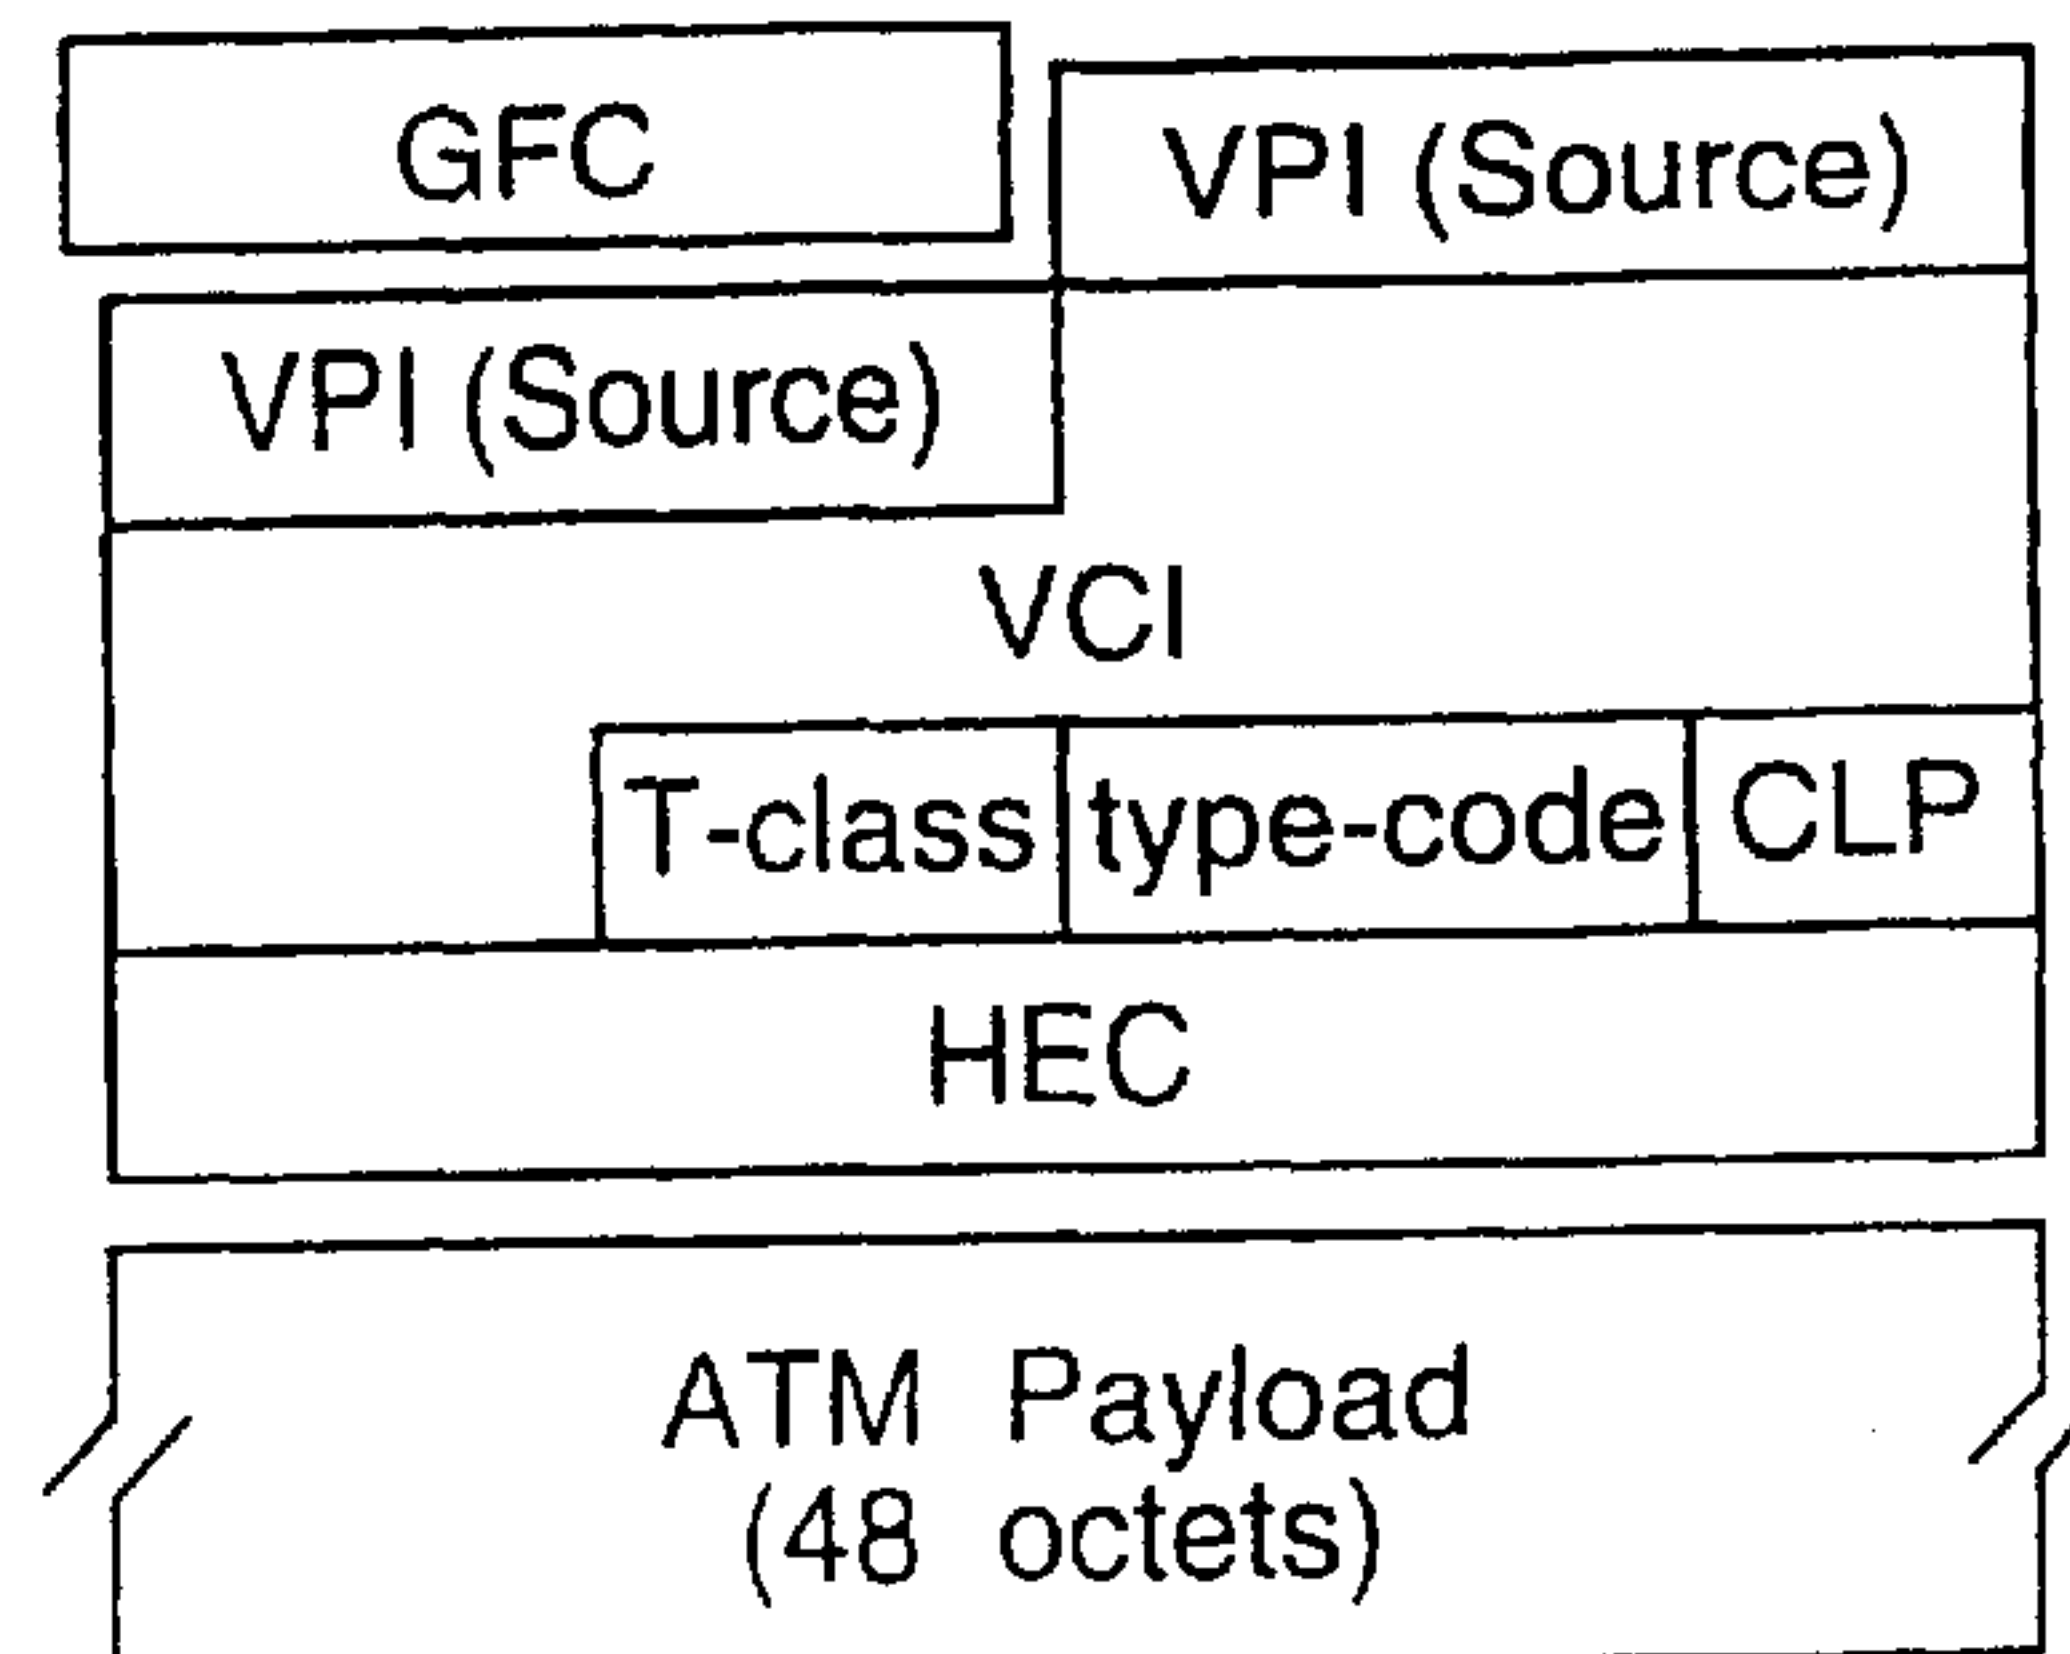 GFC
VPI (Source)
VPI (Source)
VCI
T-class type-code CLP
HEC
ATM Payload
(48 octets)